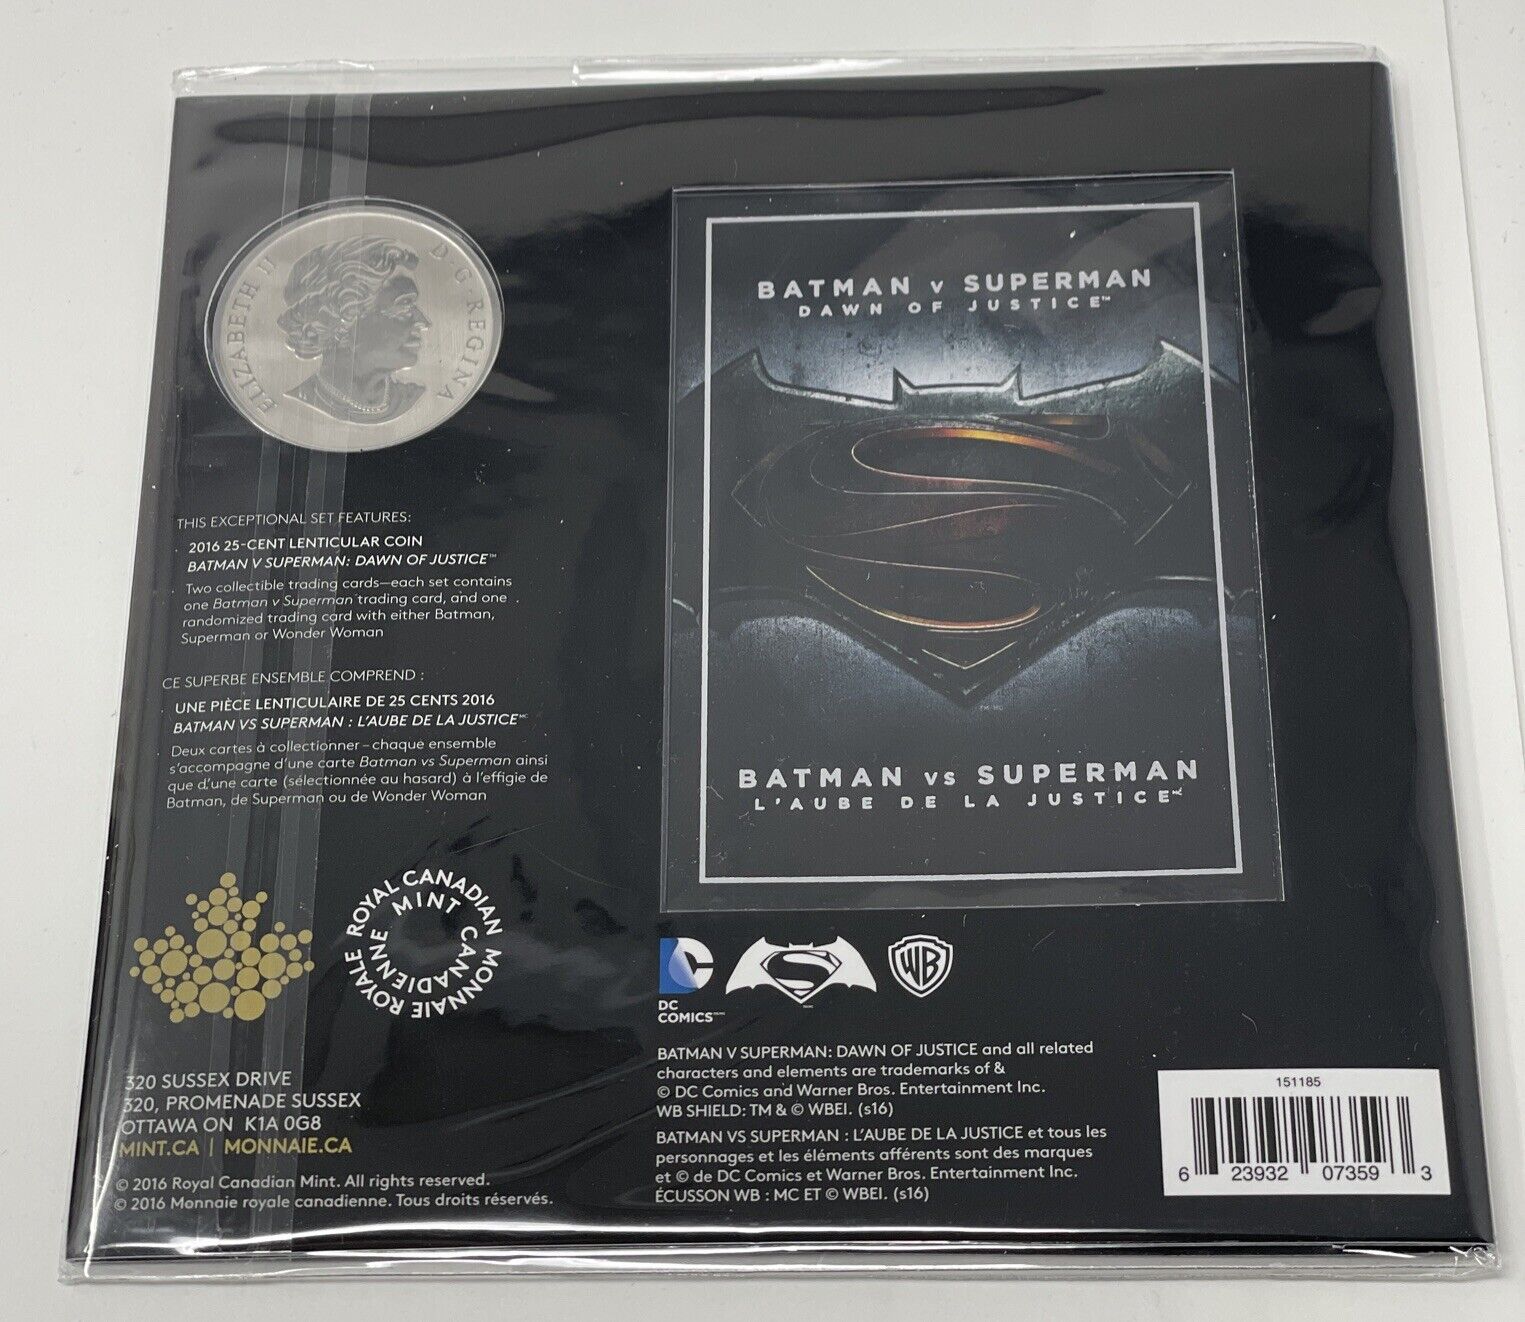 ELIZABETH II D·G·REGINA
THIS EXCEPTIONAL SET FEATURES:
2016 25-CENT LENTICULAR COIN
BATMAN V SUPERMAN: DAWN OF JUSTICE™
Two collectible trading cards—each set contains
one Batman v Superman trading card, and one
randomized trading card with either Batman,
Superman or Wonder Woman
CE SUPERBE ENSEMBLE COMPREND :
UNE PIÈCE LENTICULAIRE DE 25 CENTS 2016
BATMAN VS SUPERMAN : L'AUBE DE LA JUSTICE MC
Deux cartes à collectionner – chaque ensemble
s'accompagne d'une carte Batman vs Superman ainsi
que d'une carte (sélectionnée au hasard) à l'effigie de
Batman, de Superman ou de Wonder Woman
ROYAL CANADIAN MINT
MONNAIE ROYALE CANADIENNE
320 SUSSEX DRIVE
320, PROMENADE SUSSEX
OTTAWA ON K1A 0G8
MINT.CA | MONNAIE.CA
© 2016 Royal Canadian Mint. All rights reserved.
© 2016 Monnaie royale canadienne. Tous droits réservés.
BATMAN v SUPERMAN
DAWN OF JUSTICE™
BATMAN vs SUPERMAN
L'AUBE DE LA JUSTICE
DC
COMICS
WB
BATMAN V SUPERMAN: DAWN OF JUSTICE and all related
characters and elements are trademarks of &
© DC Comics and Warner Bros. Entertainment Inc.
WB SHIELD: TM & © WBEI. (s16)
BATMAN VS SUPERMAN : L'AUBE DE LA JUSTICE et tous les
personnages et les éléments afférents sont des marques
et © de DC Comics et Warner Bros. Entertainment Inc.
ÉCUSSON WB : MC ET © WBEI. (s16)
151185
6 23932 07359 3